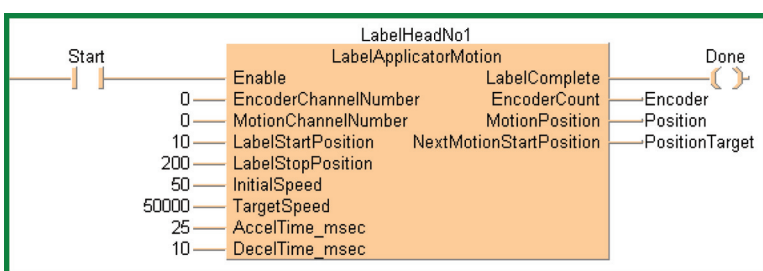 LabelHeadNo1
Start LabelApplicatorMotion Done
Enable LabelComplete
0 EncoderChannelNumber EncoderCount Encoder
0 MotionChannelNumber MotionPosition Position
10 LabelStartPosition NextMotionStartPosition PositionTarget
200 LabelStopPosition
50 InitialSpeed
50000 TargetSpeed
25 AccelTime_msec
10 DecelTime_msec